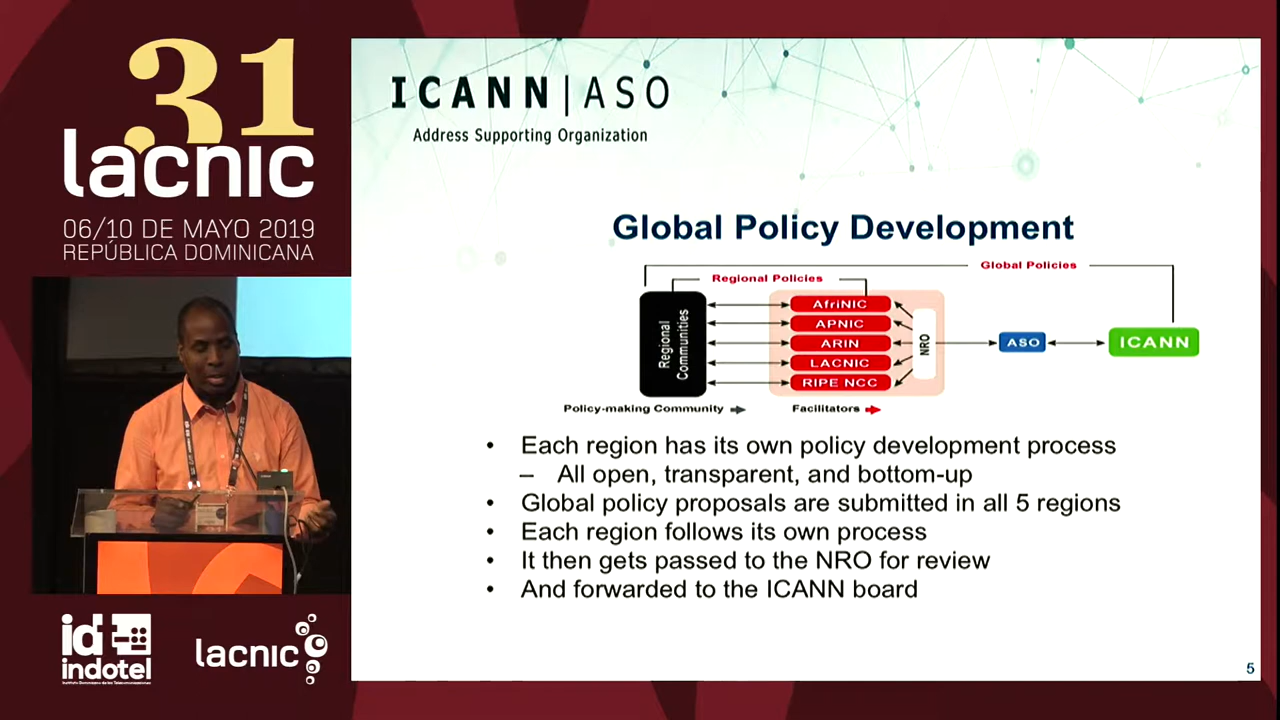 31
lacnic
06/10 DE MAYO 2019
REPÚBLICA DOMINICANA
ICANN|ASO
Address Supporting Organization
Global Policy Development
Global Policies
Regional Policies
Regional
Communities
AfriNIC
APNIC
ARIN
LACNIC
RIPE NCC
NRO
ASO
ICANN
Policy-making Community
Facilitators
• Each region has its own policy development process
– All open, transparent, and bottom-up
• Global policy proposals are submitted in all 5 regions
• Each region follows its own process
• It then gets passed to the NRO for review
• And forwarded to the ICANN board
5
id
indotel
lacnic